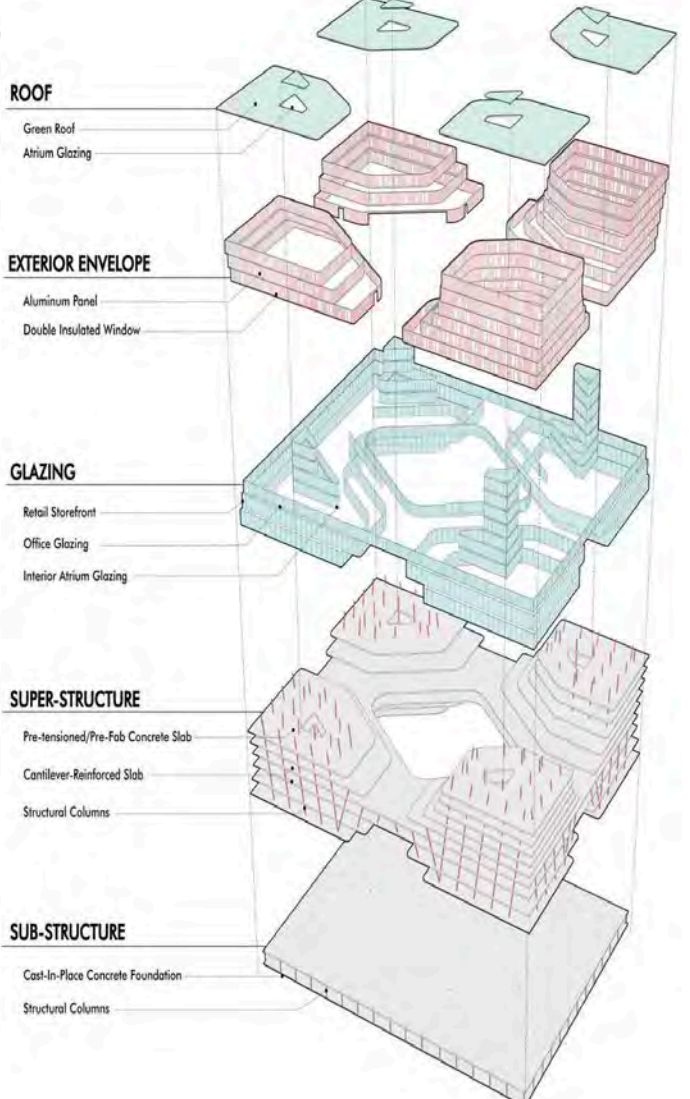 ROOF
Green Roof
Atrium Glazing
EXTERIOR ENVELOPE
Aluminum Panel
Double Insulated Window
GLAZING
Retail Storefront
Office Glazing
Interior Atrium Glazing
SUPER-STRUCTURE
Pre-tensioned/Pre-Fab Concrete Slab
Cantilever-Reinforced Slab
Structural Columns
SUB-STRUCTURE
Cast-In-Place Concrete Foundation
Structural Columns